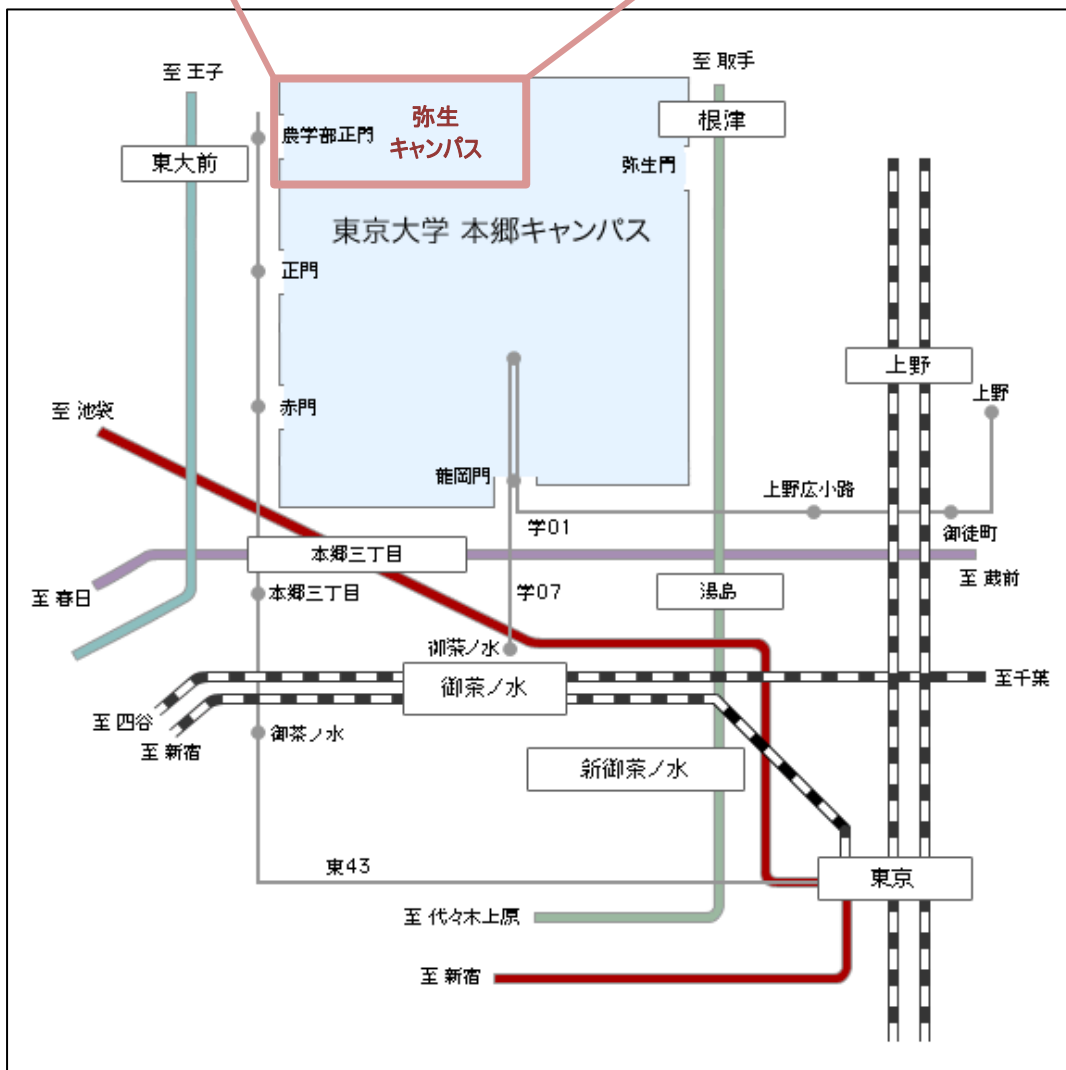 至 王子
至 取手
農学部正門
弥生
キャンパス
根津
東大前
弥生門
東京大学 本郷キャンパス
正門
上野
至 池袋
赤門
上野
龍岡門
上野広小路
学01
御徒町
本郷三丁目
至 春日
至 蔵前
本郷三丁目
学07
湯島
御茶ノ水
御茶ノ水
至千葉
至 四谷
至 新宿
御茶ノ水
新御茶ノ水
東43
東京
至 代々木上原
至 新宿